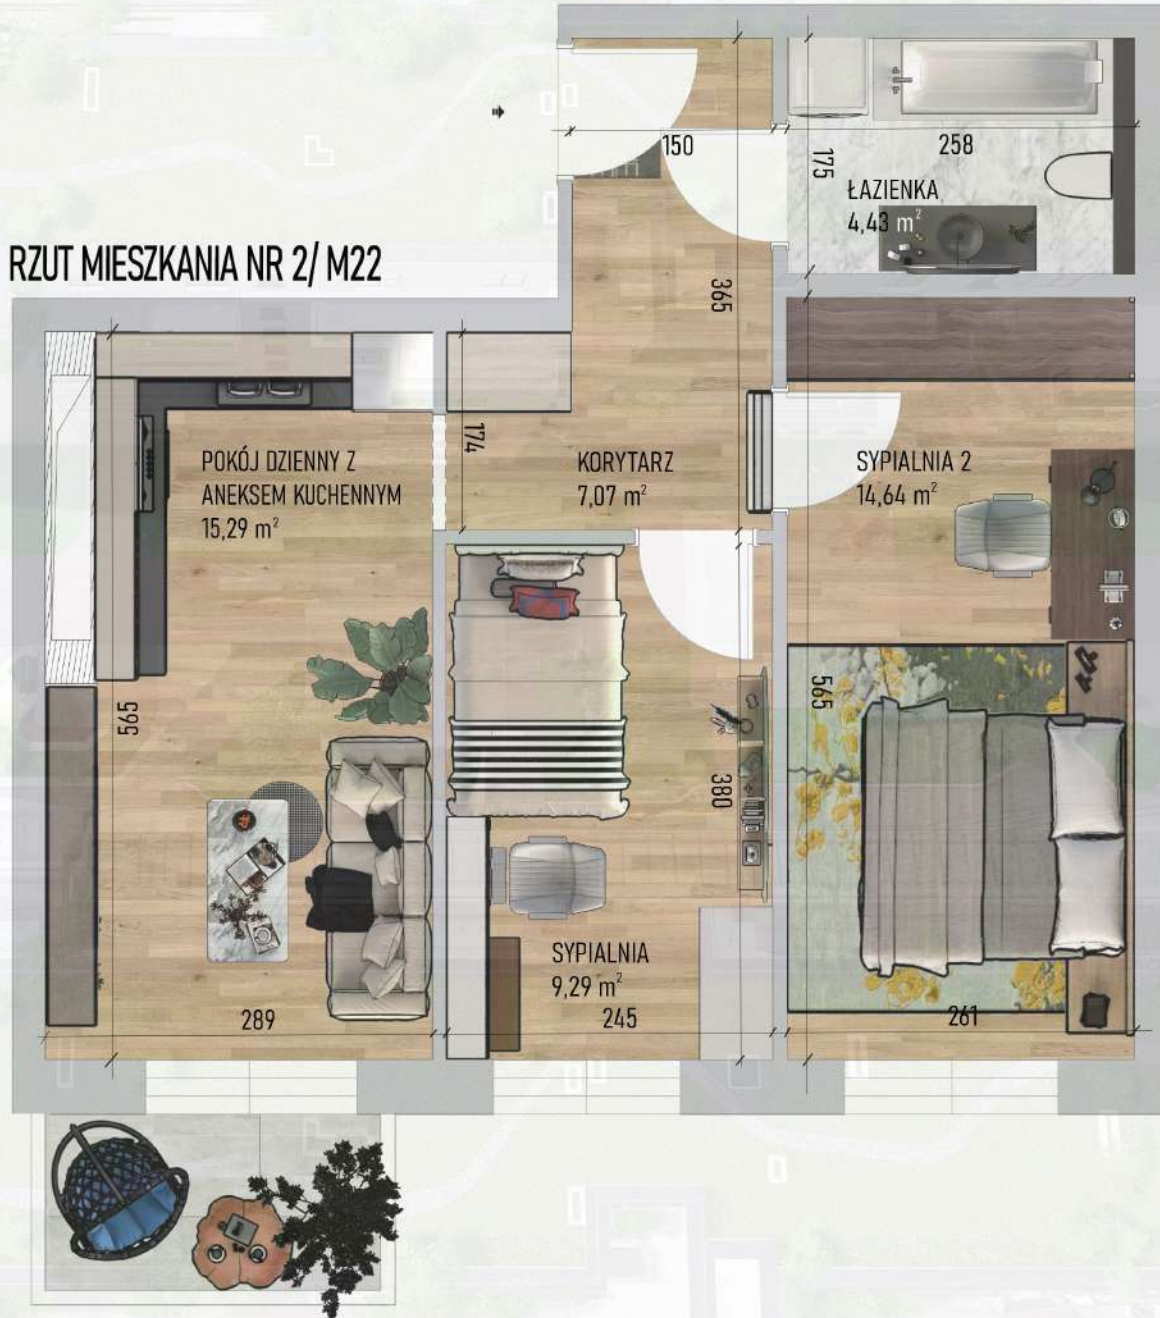 150
258
175
ŁAZIENKA
4,43 m²
RZUT MIESZKANIA NR 2/ M22
365
174
POKÓJ DZIENNY Z
ANEKSEM KUCHENNYM
15,29 m²
KORYTARZ
7,07 m²
SYPIALNIA 2
14,64 m²
565
565
380
SYPIALNIA
9,29 m²
289
245
261